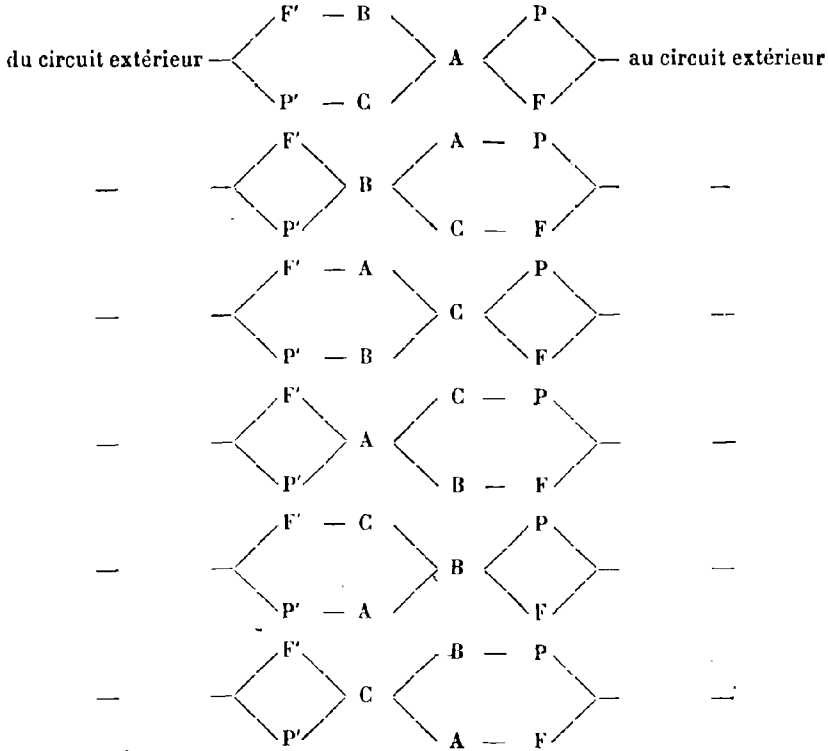 F' — B P
du circuit extérieur — A — au circuit extérieur
P' — C F
F' A — P
— — B — —
P' C — F
F' — A P
— — C — —
P' — B F
F' C — P
— — A — —
P' B — F
F' — C P
— — B — —
P' — A F
F' B — P
— — C — —
P' A — F